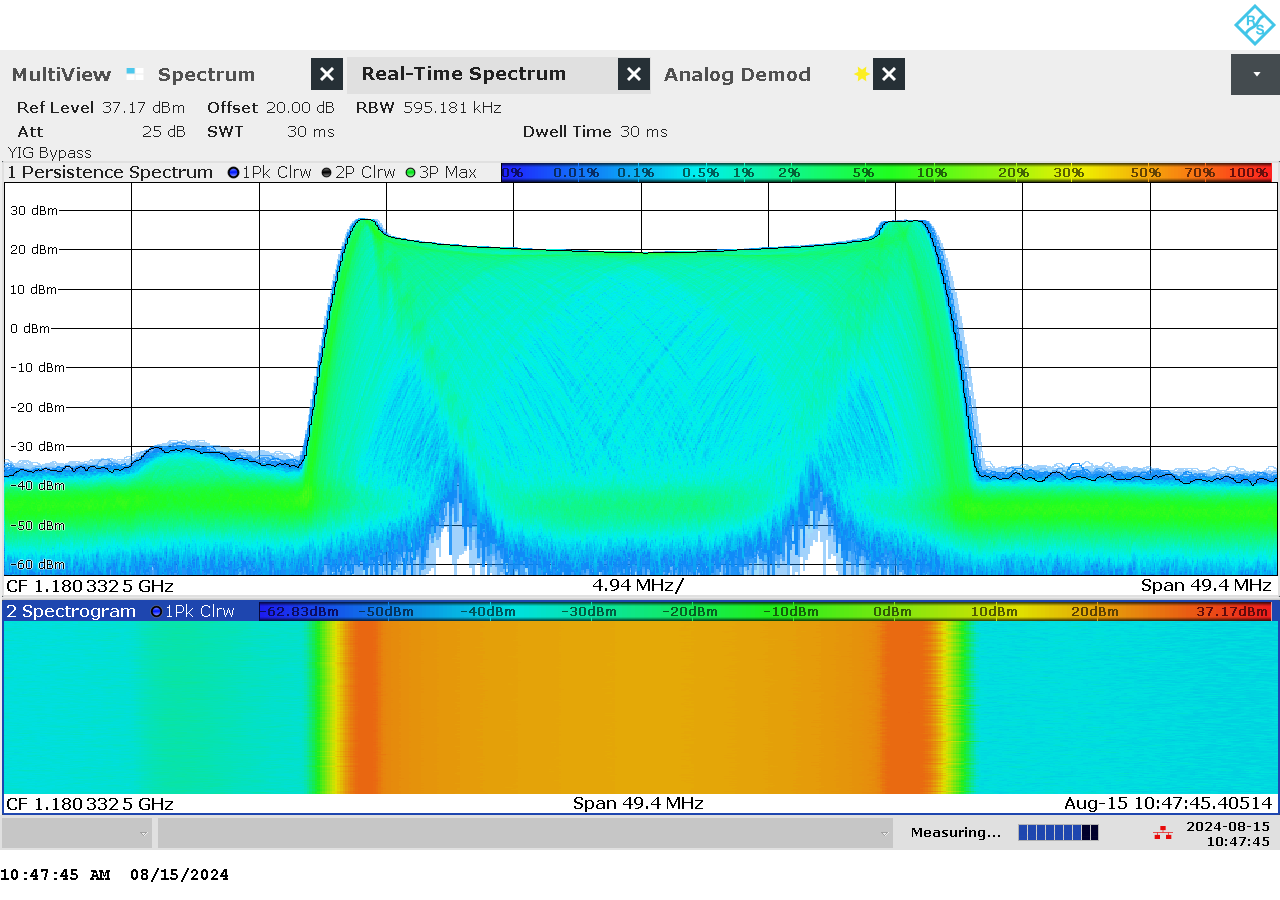 R&S
MultiView Spectrum Real-Time Spectrum Analog Demod
Ref Level 37.17 dBm Offset 20.00 dB RBW 595.181 kHz
Att 25 dB SWT 30 ms Dwell Time 30 ms
YIG Bypass
1 Persistence Spectrum 1Pk Clrw 2P Clrw 3P Max 0% 0.01% 0.1% 0.5% 1% 2% 5% 10% 20% 30% 50% 70% 100%
30 dBm
20 dBm
10 dBm
0 dBm
-10 dBm
-20 dBm
-30 dBm
-40 dBm
-50 dBm
-60 dBm
CF 1.1803325 GHz 4.94 MHz/ Span 49.4 MHz
2 Spectrogram 1Pk Clrw -62.83dBm -50dBm -40dBm -30dBm -20dBm -10dBm 0dBm 10dBm 20dBm 37.17dBm
CF 1.1803325 GHz Span 49.4 MHz Aug-15 10:47:45.40514
Measuring... 2024-08-15
10:47:45
10:47:45 AM 08/15/2024